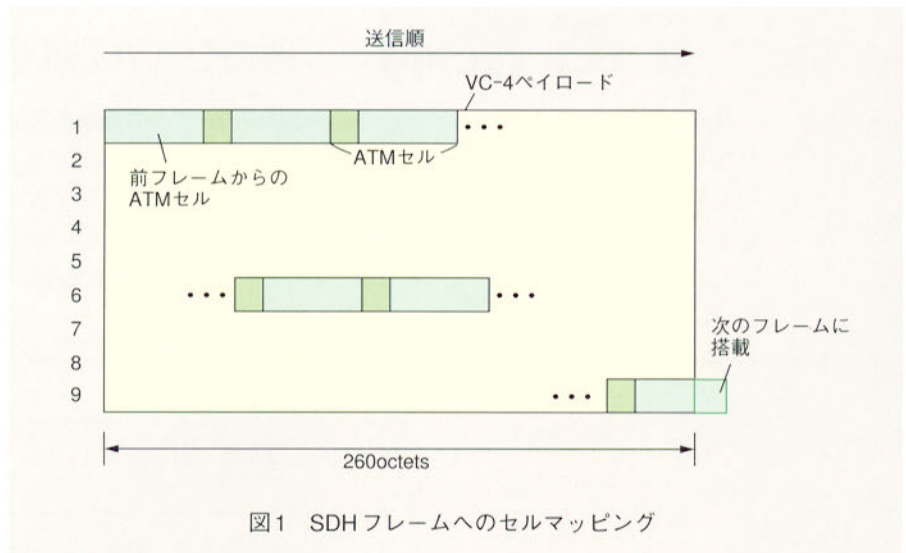 送信順
VC-4ペイロード
1
・・・
ATMセル
2
前フレームからの
ATMセル
3
4
5
・・・
6
・・・
7
次のフレームに
搭載
8
9
・・・
260octets
図1 SDHフレームへのセルマッピング